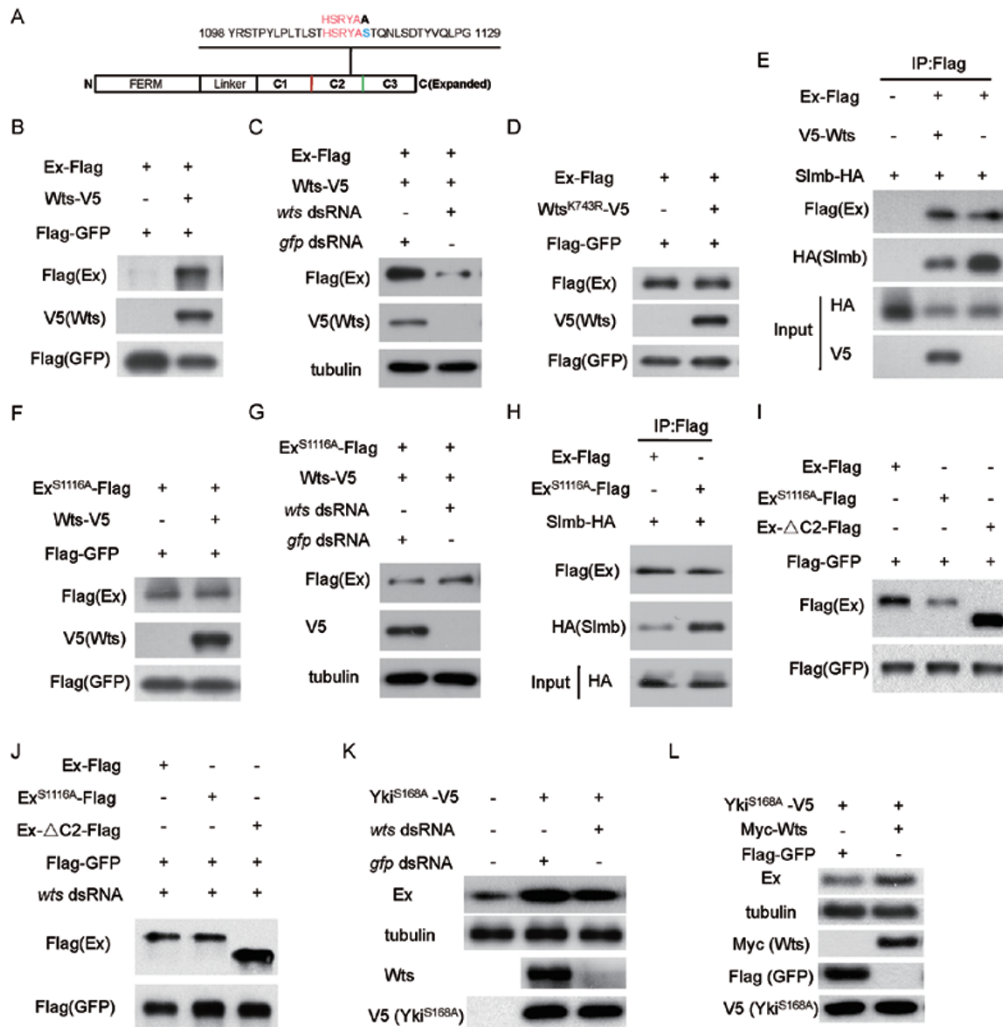 A
HSRYAA
1098 YRSTPYLPLTLSTHSRYASTQNLSDTYVQLPG 1129
N FERM Linker C1 C2 C3 C(Expanded)
B
Ex-Flag + +
Wts-V5 - +
Flag-GFP + +
Flag(Ex)
V5(Wts)
Flag(GFP)
C
Ex-Flag + +
Wts-V5 + +
wts dsRNA - +
gfp dsRNA + -
Flag(Ex)
V5(Wts)
tubulin
D
Ex-Flag + +
WtsK743R-V5 - +
Flag-GFP + +
Flag(Ex)
V5(Wts)
Flag(GFP)
E
IP:Flag
Ex-Flag - + +
V5-Wts - + -
Slmb-HA + + +
Flag(Ex)
HA(Slmb)
Input HA
V5
F
ExS1116A-Flag + +
Wts-V5 - +
Flag-GFP + +
Flag(Ex)
V5(Wts)
Flag(GFP)
G
ExS1116A-Flag + +
Wts-V5 + +
wts dsRNA - +
gfp dsRNA + -
Flag(Ex)
V5
tubulin
H
IP:Flag
Ex-Flag + -
ExS1116A-Flag - +
Slmb-HA + +
Flag(Ex)
HA(Slmb)
Input HA
I
Ex-Flag + - -
ExS1116A-Flag - + -
Ex-△C2-Flag - - +
Flag-GFP + + +
Flag(Ex)
Flag(GFP)
J
Ex-Flag + - -
ExS1116A-Flag - + -
Ex-△C2-Flag - - +
Flag-GFP + + +
wts dsRNA + + +
Flag(Ex)
Flag(GFP)
K
YkiS168A -V5 - + +
wts dsRNA - - +
gfp dsRNA - + -
Ex
tubulin
Wts
V5 (YkiS168A)
L
YkiS168A -V5 + +
Myc-Wts - +
Flag-GFP + -
Ex
tubulin
Myc (Wts)
Flag (GFP)
V5 (YkiS168A)